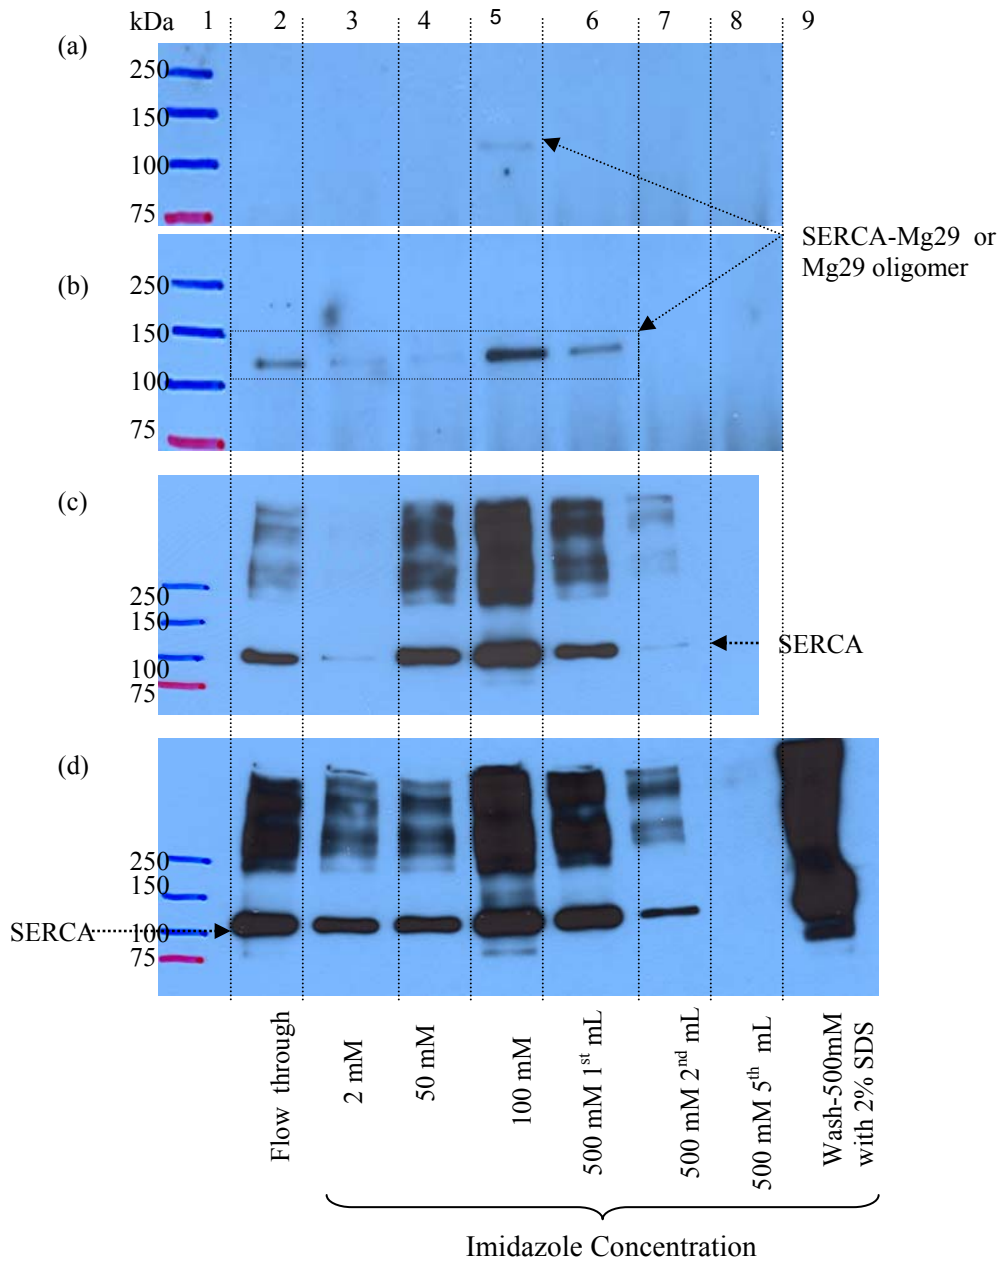 kDa 1 2 3 4 5 6 7 8 9
(a)
250
150
100
75
SERCA-Mg29 or
Mg29 oligomer
(b)
250
150
100
75
(c)
250
150
100
75
SERCA
(d)
250
150
100
75
SERCA
Flow through
2 mM
50 mM
100 mM
500 mM 1st mL
500 mM 2nd mL
500 mM 5th mL
Wash-500mM
with 2% SDS
Imidazole Concentration